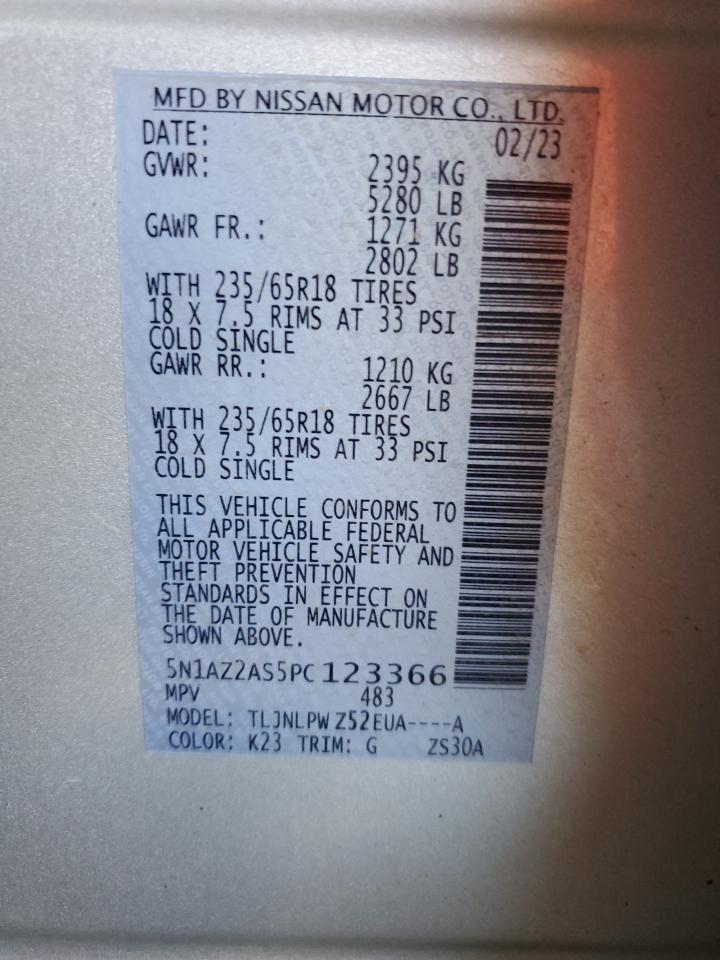 MFD BY NISSAN MOTOR CO., LTD.
DATE: 02/23
GVWR: 2395 KG
5280 LB
GAWR FR.: 1271 KG
2802 LB
WITH 235/65R18 TIRES
18 X 7.5 RIMS AT 33 PSI
COLD SINGLE
GAWR RR.: 1210 KG
2667 LB
WITH 235/65R18 TIRES
18 X 7.5 RIMS AT 33 PSI
COLD SINGLE
THIS VEHICLE CONFORMS TO
ALL APPLICABLE FEDERAL
MOTOR VEHICLE SAFETY AND
THEFT PREVENTION
STANDARDS IN EFFECT ON
THE DATE OF MANUFACTURE
SHOWN ABOVE.
5N1AZ2AS5PC123366
MPV 483
MODEL: TLJNLPW Z52EUA----A
COLOR: K23 TRIM: G ZS30A